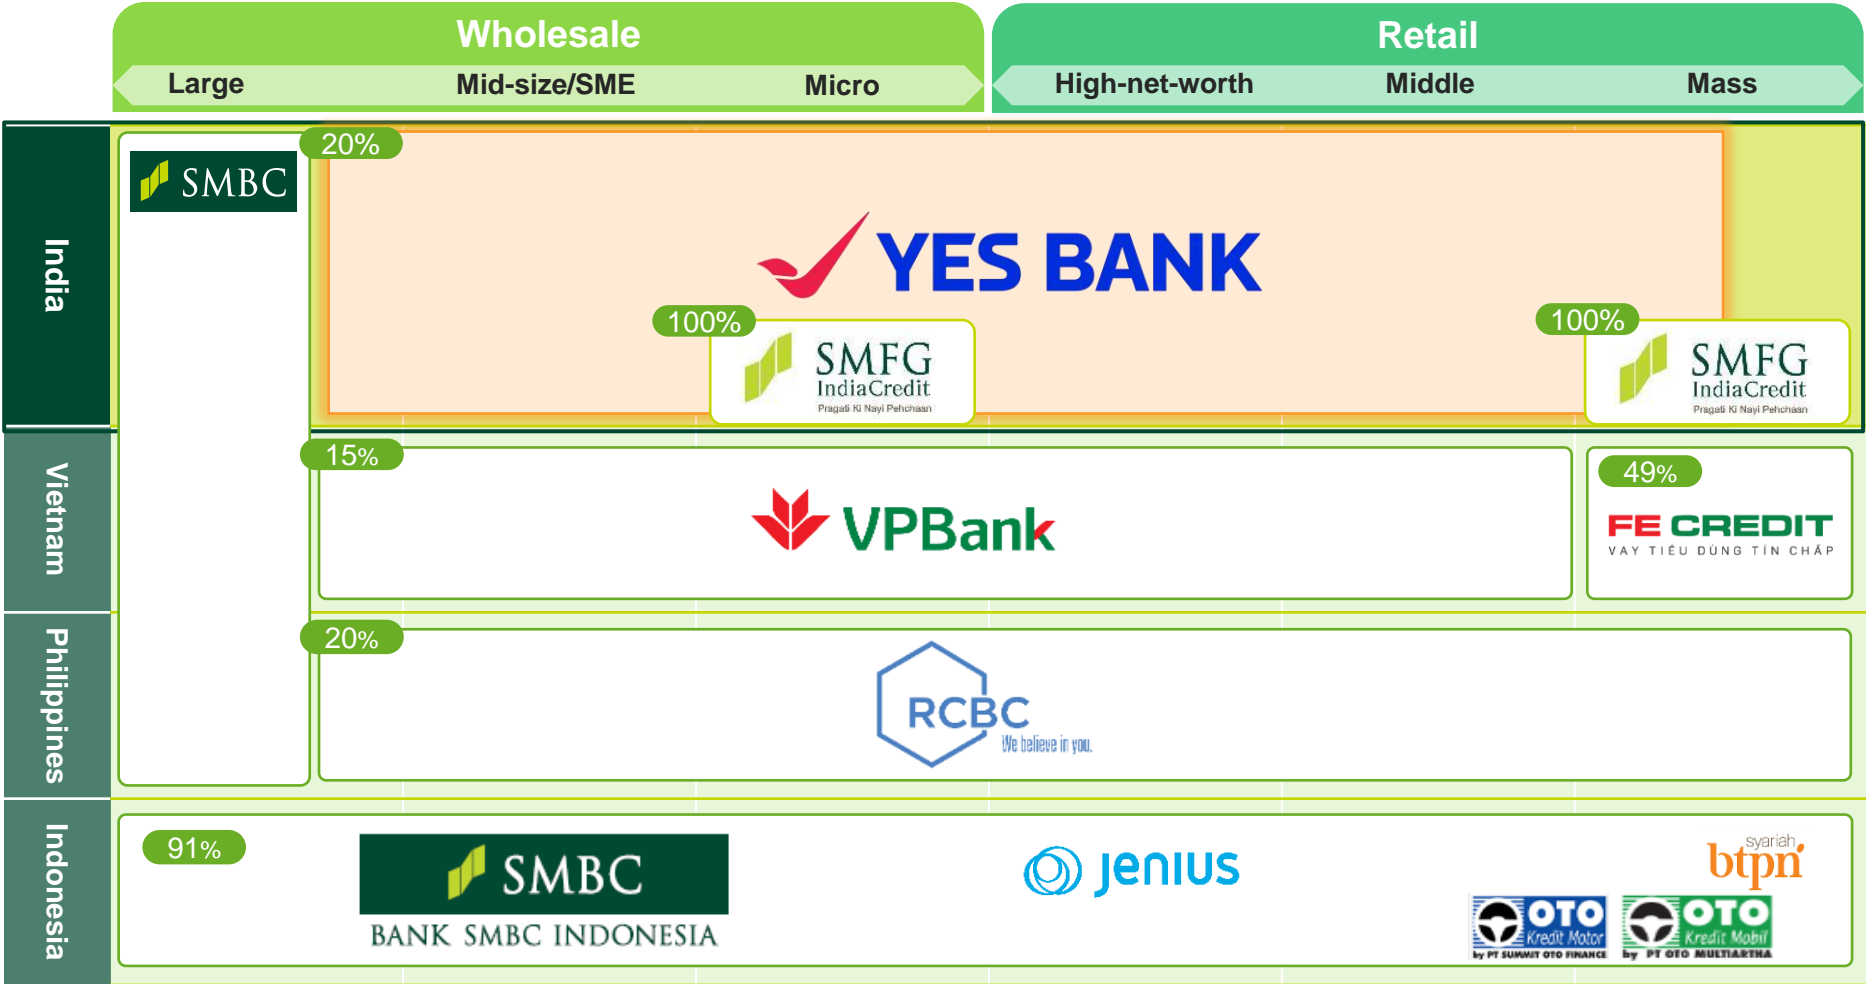 Wholesale
Retail
Large
Mid-size/SME
Micro
High-net-worth
Middle
Mass
India
SMBC
20%
YES BANK
100%
SMFG
IndiaCredit
Pragati Ki Nayi Pehchaan
100%
SMFG
IndiaCredit
Pragati Ki Nayi Pehchaan
Vietnam
15%
VPBank
49%
FE CREDIT
VAY TIÊU DÙNG TÍN CHẤP
Philippines
20%
RCBC
We believe in you.
Indonesia
91%
SMBC
BANK SMBC INDONESIA
Jenius
syariah
btpn
OTO
Kredit Motor
by PT SUMMIT OTO FINANCE
OTO
Kredit Mobil
by PT OTO MULTIARTHA